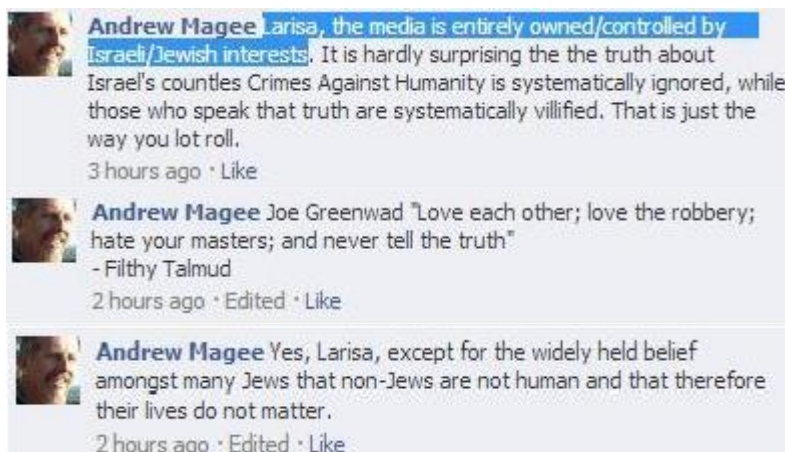 Andrew Magee Larisa, the media is entirely owned/controlled by
Israeli/Jewish interests. It is hardly surprising the the truth about
Israel's countles Crimes Against Humanity is systematically ignored, while
those who speak that truth are systematically villified. That is just the
way you lot roll.
3 hours ago · Like
Andrew Magee Joe Greenwad "Love each other; love the robbery;
hate your masters; and never tell the truth"
- Filthy Talmud
2 hours ago · Edited · Like
Andrew Magee Yes, Larisa, except for the widely held belief
amongst many Jews that non-Jews are not human and that therefore
their lives do not matter.
2 hours ago · Edited · Like